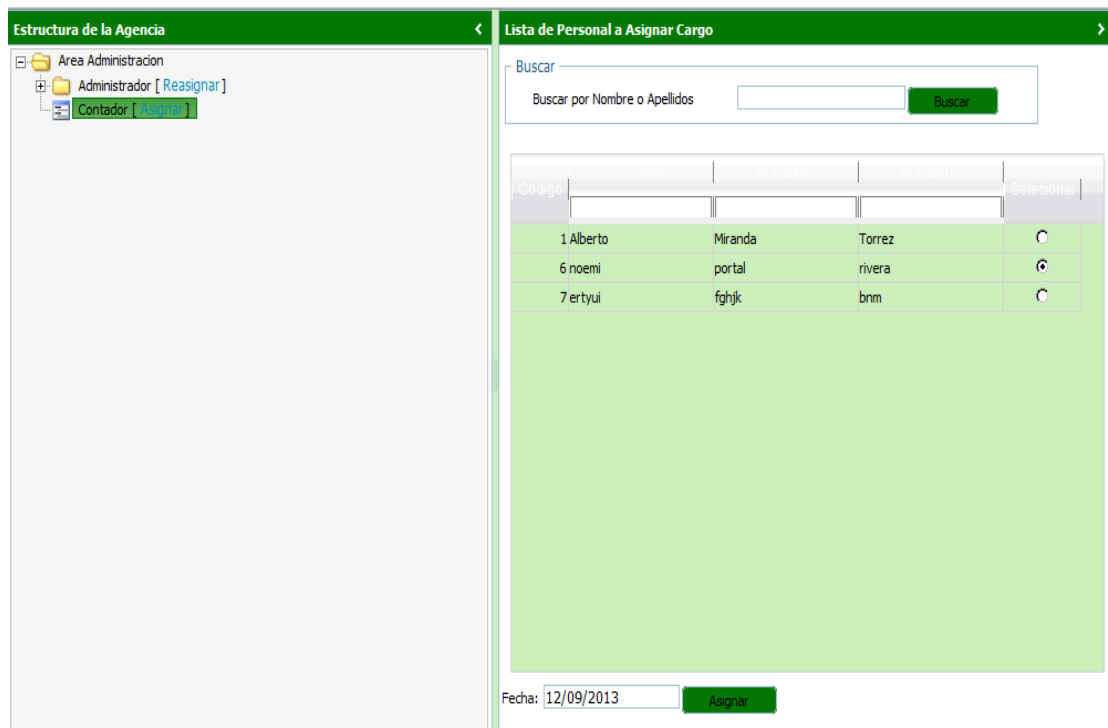 Estructura de la Agencia
Area Administracion
Administrador [ Reasignar ]
Contador [ Asignar ]
Lista de Personal a Asignar Cargo
Buscar
Buscar por Nombre o Apellidos
Buscar
Codigo Nombre Selecionar
1 Alberto Miranda Torrez
6 noemi portal rivera
7 ertyui fghjk bnm
Fecha: 12/09/2013 Asignar